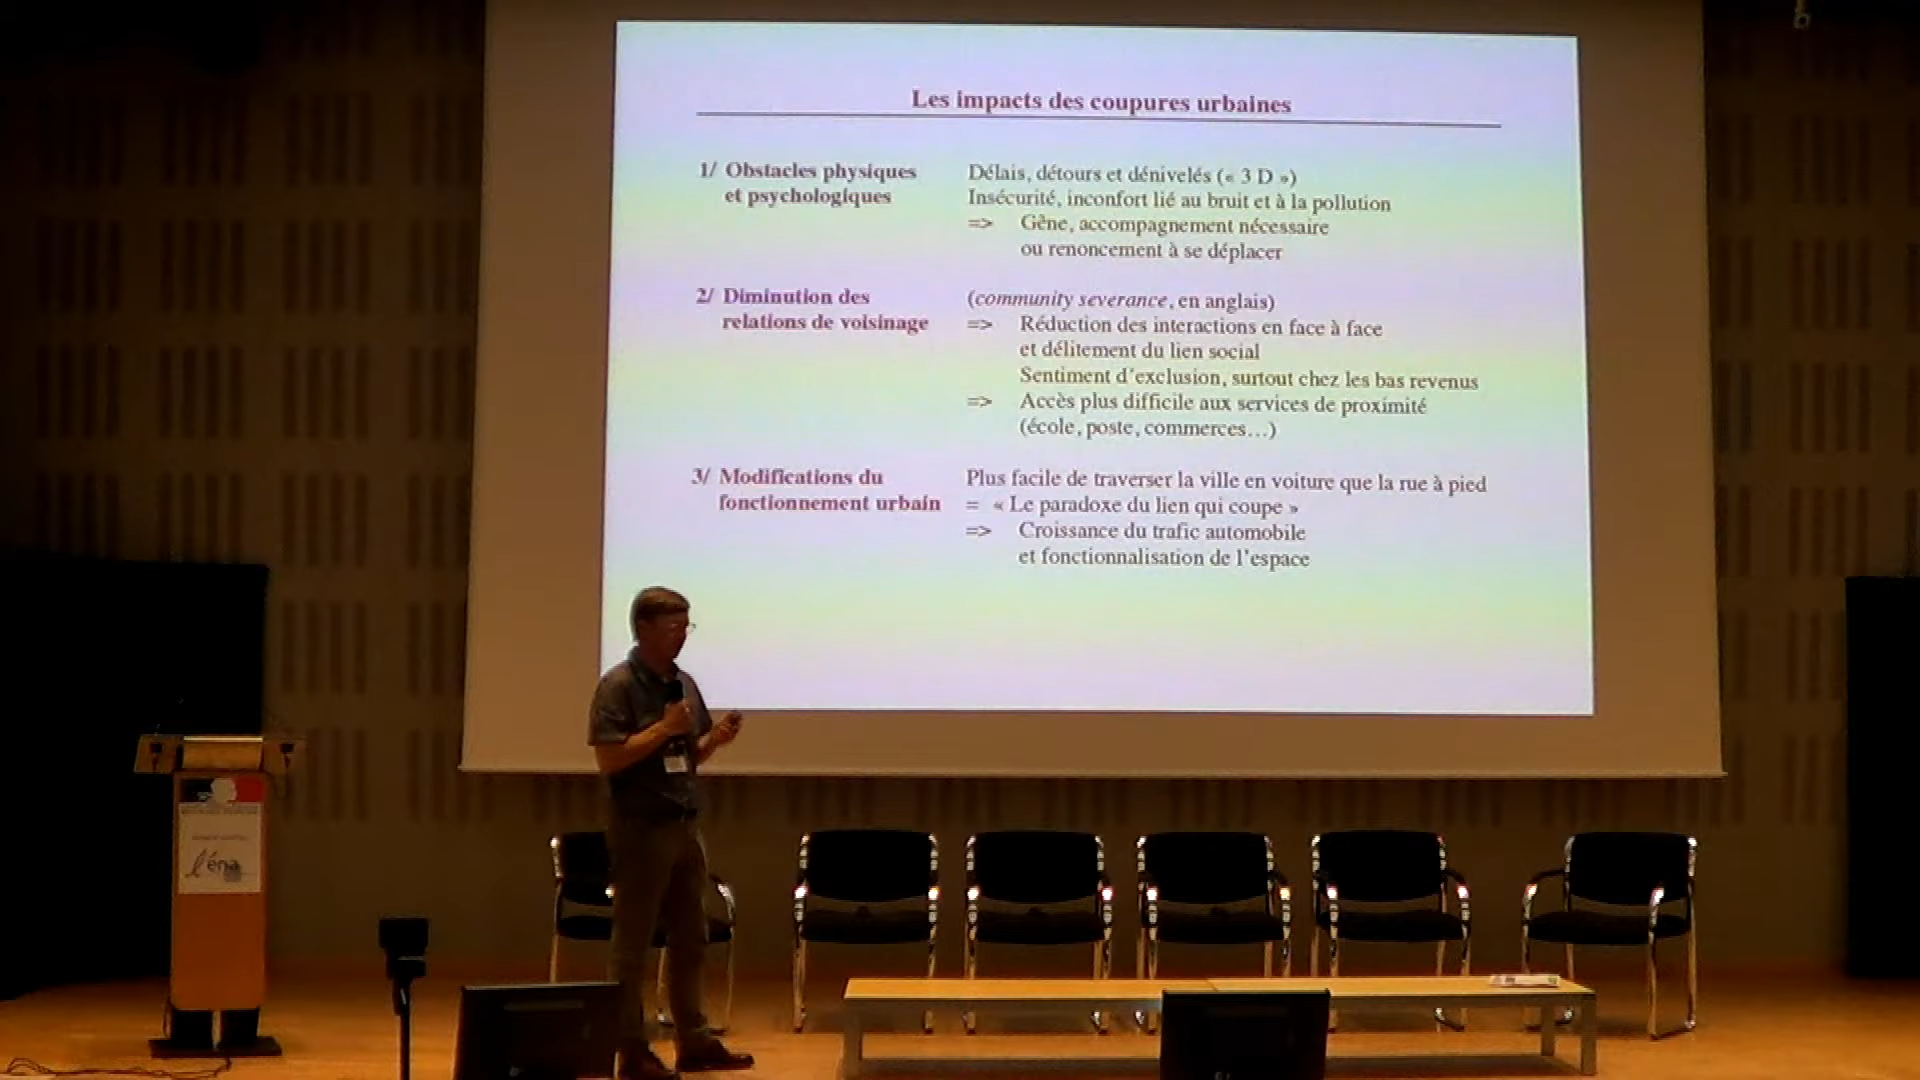 Les impacts des coupures urbaines
1/ Obstacles physiques
et psychologiques
Délais, détours et dénivelés (« 3 D »)
Insécurité, inconfort lié au bruit et à la pollution
=> Gêne, accompagnement nécessaire
ou renoncement à se déplacer
2/ Diminution des
relations de voisinage
(community severance, en anglais)
=> Réduction des interactions en face à face
et délitement du lien social
Sentiment d'exclusion, surtout chez les bas revenus
=> Accès plus difficile aux services de proximité
(école, poste, commerces…)
3/ Modifications du
fonctionnement urbain
Plus facile de traverser la ville en voiture que la rue à pied
= « Le paradoxe du lien qui coupe »
=> Croissance du trafic automobile
et fonctionnalisation de l'espace
l'éna